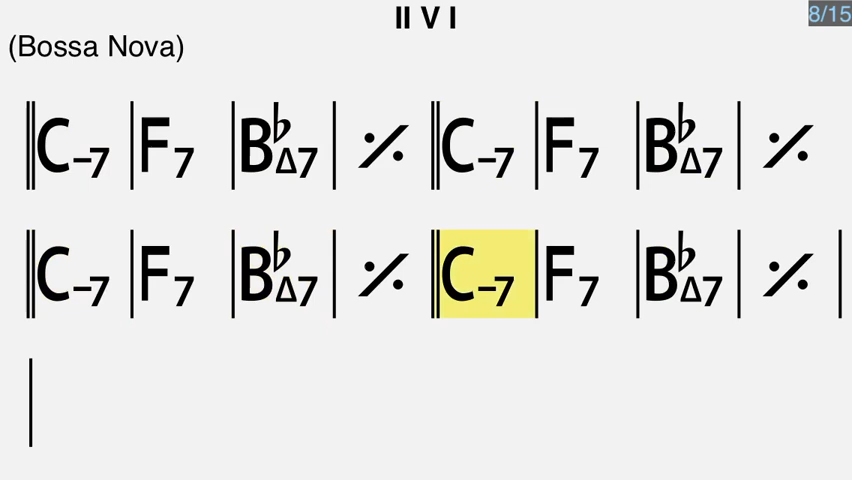 II V I
8/15
(Bossa Nova)
C–7 F7 B♭Δ7 𝄎 C–7 F7 B♭Δ7 𝄎
C–7 F7 B♭Δ7 𝄎 C–7 F7 B♭Δ7 𝄎